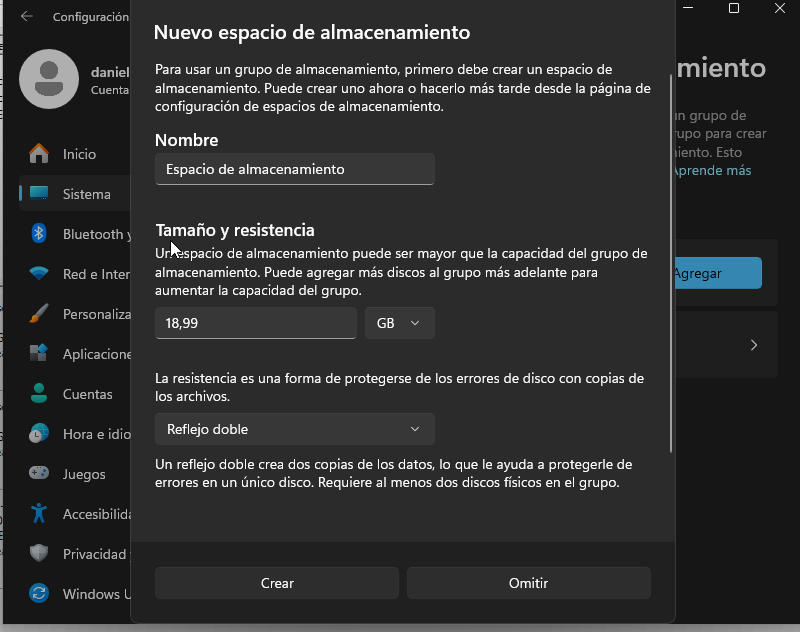 Configuración
Nuevo espacio de almacenamiento
Para usar un grupo de almacenamiento, primero debe crear un espacio de
almacenamiento. Puede crear uno ahora o hacerlo más tarde desde la página de
configuración de espacios de almacenamiento.
Nombre
Espacio de almacenamiento
Tamaño y resistencia
Un espacio de almacenamiento puede ser mayor que la capacidad del grupo de
almacenamiento. Puede agregar más discos al grupo más adelante para
aumentar la capacidad del grupo.
18,99
GB
La resistencia es una forma de protegerse de los errores de disco con copias de
los archivos.
Reflejo doble
Un reflejo doble crea dos copias de los datos, lo que le ayuda a protegerle de
errores en un único disco. Requiere al menos dos discos físicos en el grupo.
Crear
Omitir
daniel
Cuenta
Inicio
Sistema
Bluetooth y
Red e Inter
Personaliza
Aplicacione
Cuentas
Hora e idio
Juegos
Accesibilida
Privacidad
Windows U
miento
un grupo de
rupo para crear
miento. Esto
Aprende más
Agregar